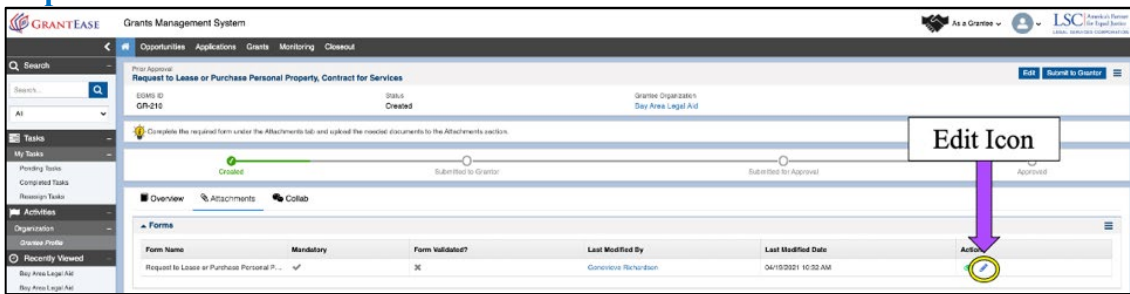 GRANTEASE
Grants Management System
As a Grantee
LSC America's Partner for Equal Justice
LEGAL SERVICES CORPORATION
Opportunities Applications Grants Monitoring Closeout
Search
Search...
All
Tasks
My Tasks
Pending Tasks
Completed Tasks
Reassign Tasks
Activities
Organization
Grantee Profile
Recently Viewed
Bay Area Legal Aid
Bay Area Legal Aid
Prior Approval
Request to Lease or Purchase Personal Property, Contract for Services
Edit Submit to Grantor
EGMS ID Status Grantee Organization
GR-210 Created Bay Area Legal Aid
Complete the required form under the Attachments tab and upload the needed documents to the Attachments section.
Edit Icon
Created Submitted to Grantor Submitted for Approval Approved
Overview Attachments Collab
Forms
Form Name Mandatory Form Validated? Last Modified By Last Modified Date Action
Request to Lease or Purchase Personal P... Genevieve Richardson 04/19/2021 10:32 AM